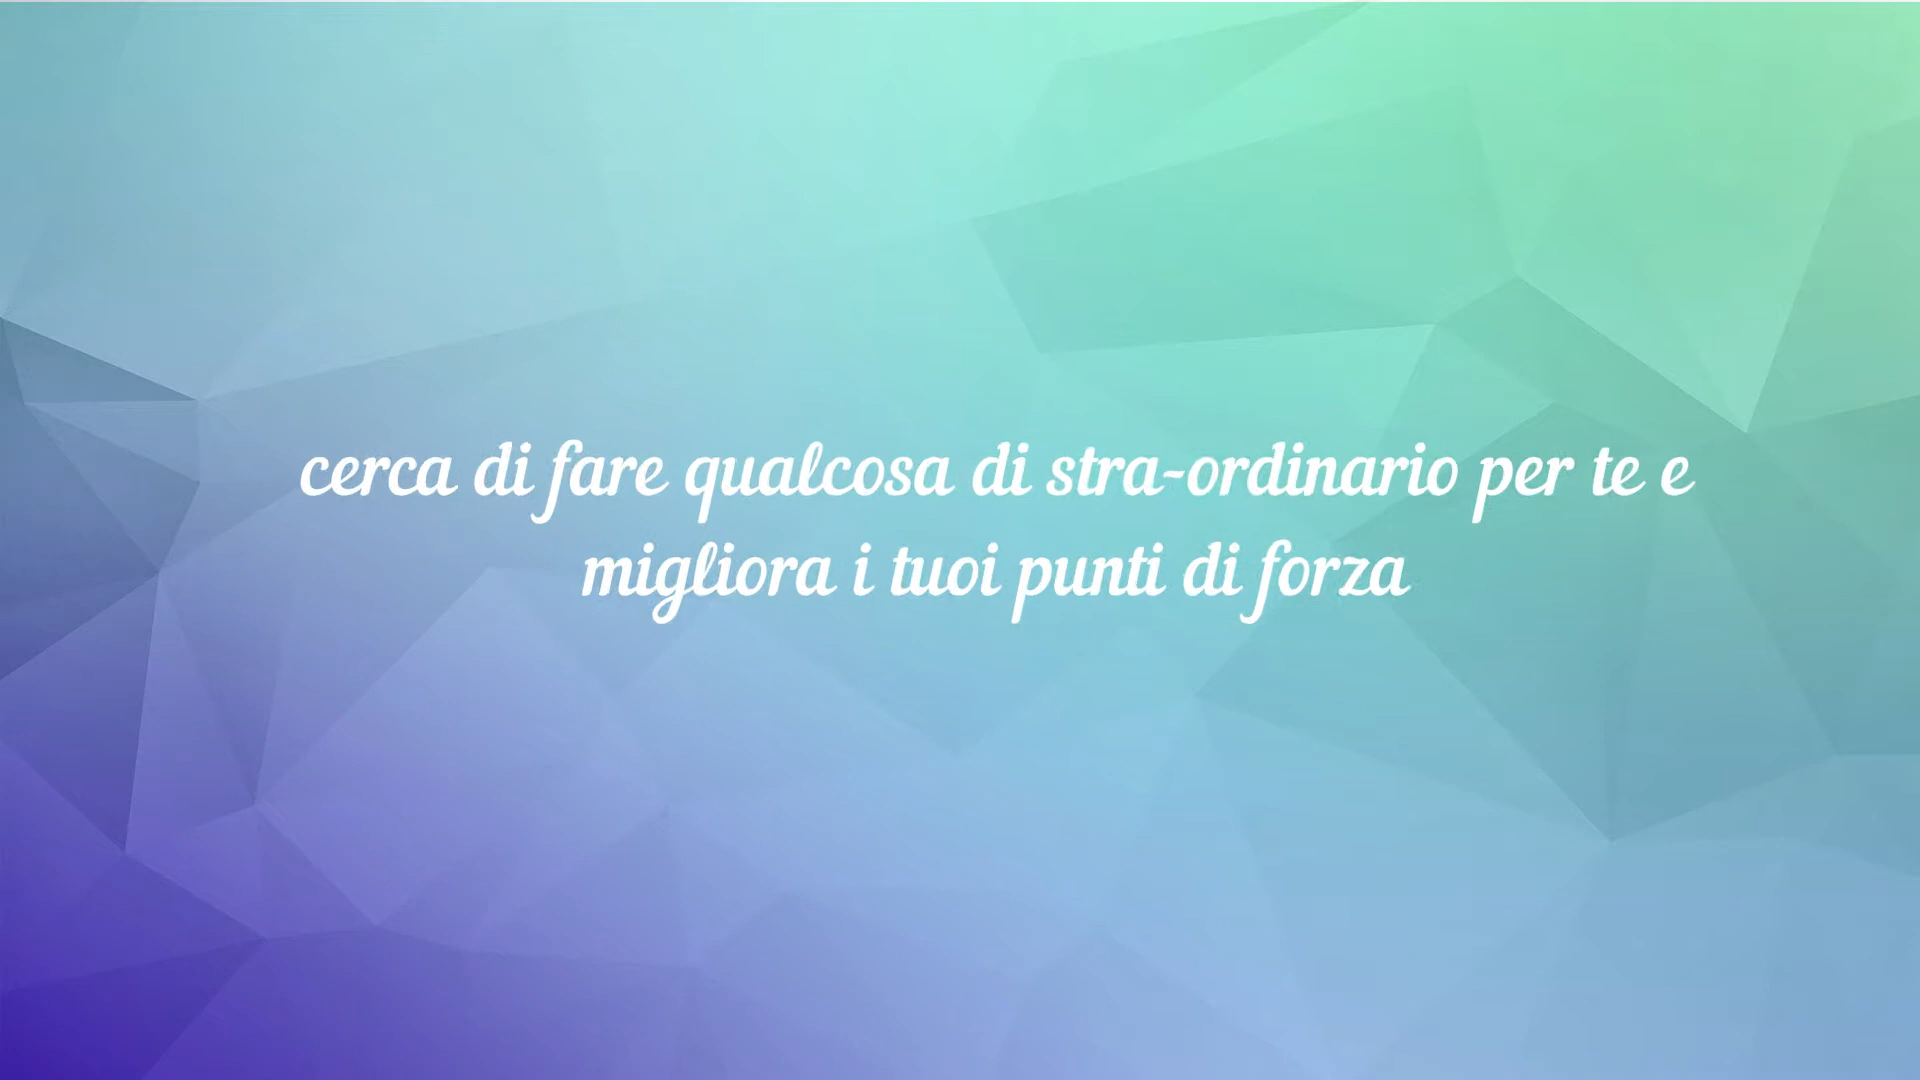 cerca di fare qualcosa di stra-ordinario per te e
migliora i tuoi punti di forza